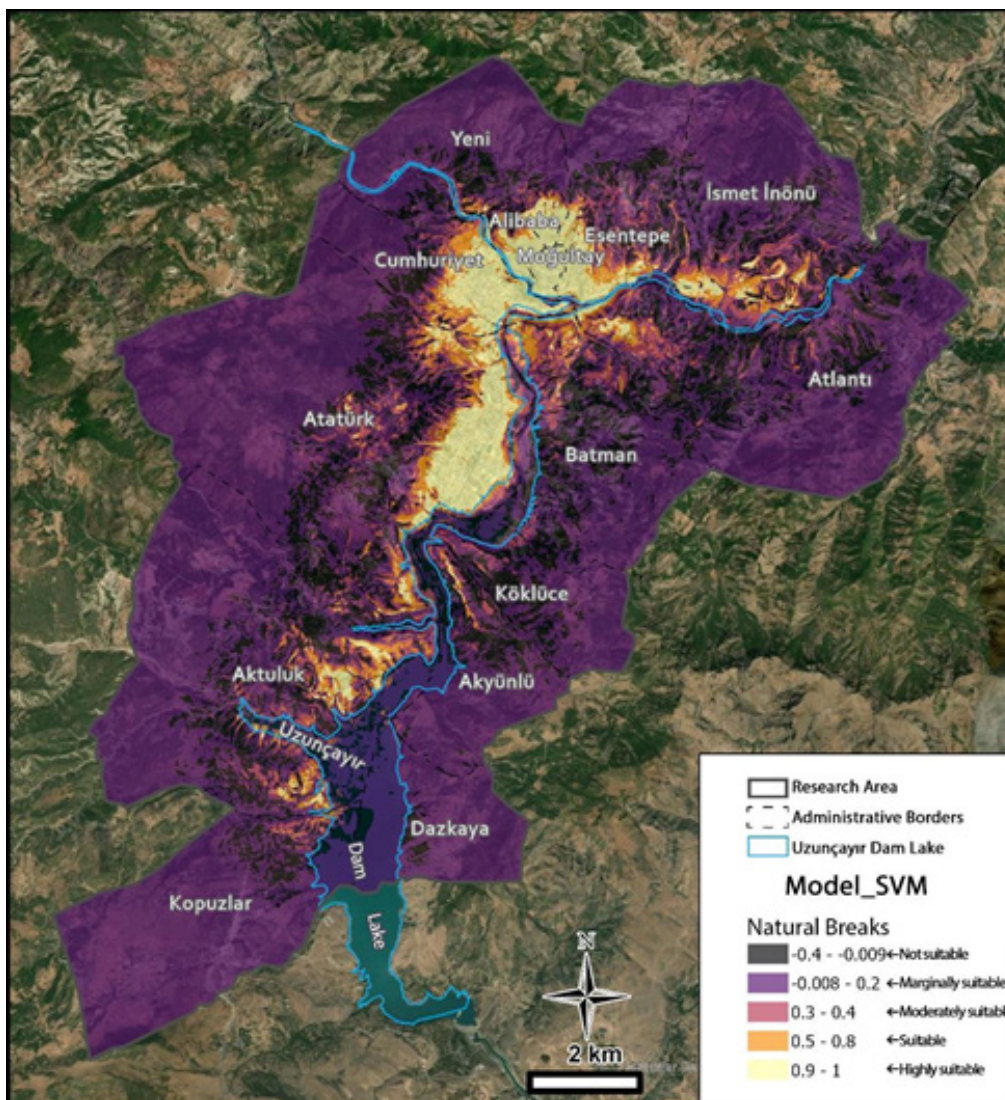 Yeni
İsmet İnönü
Alibaba
Esentepe
Cumhuriyet
Moğultay
Atlantı
Atatürk
Batman
Köklüce
Aktuluk
Akyünlü
Uzunçayır
Dam
Lake
Dazkaya
Kopuzlar
N
2 km
Research Area
Administrative Borders
Uzunçayır Dam Lake
Model_SVM
Natural Breaks
-0.4 - -0.009←Not suitable
-0.008 - 0.2 ←Marginally suitable
0.3 - 0.4 ←Moderately suitable
0.5 - 0.8 ←Suitable
0.9 - 1 ←Highly suitable